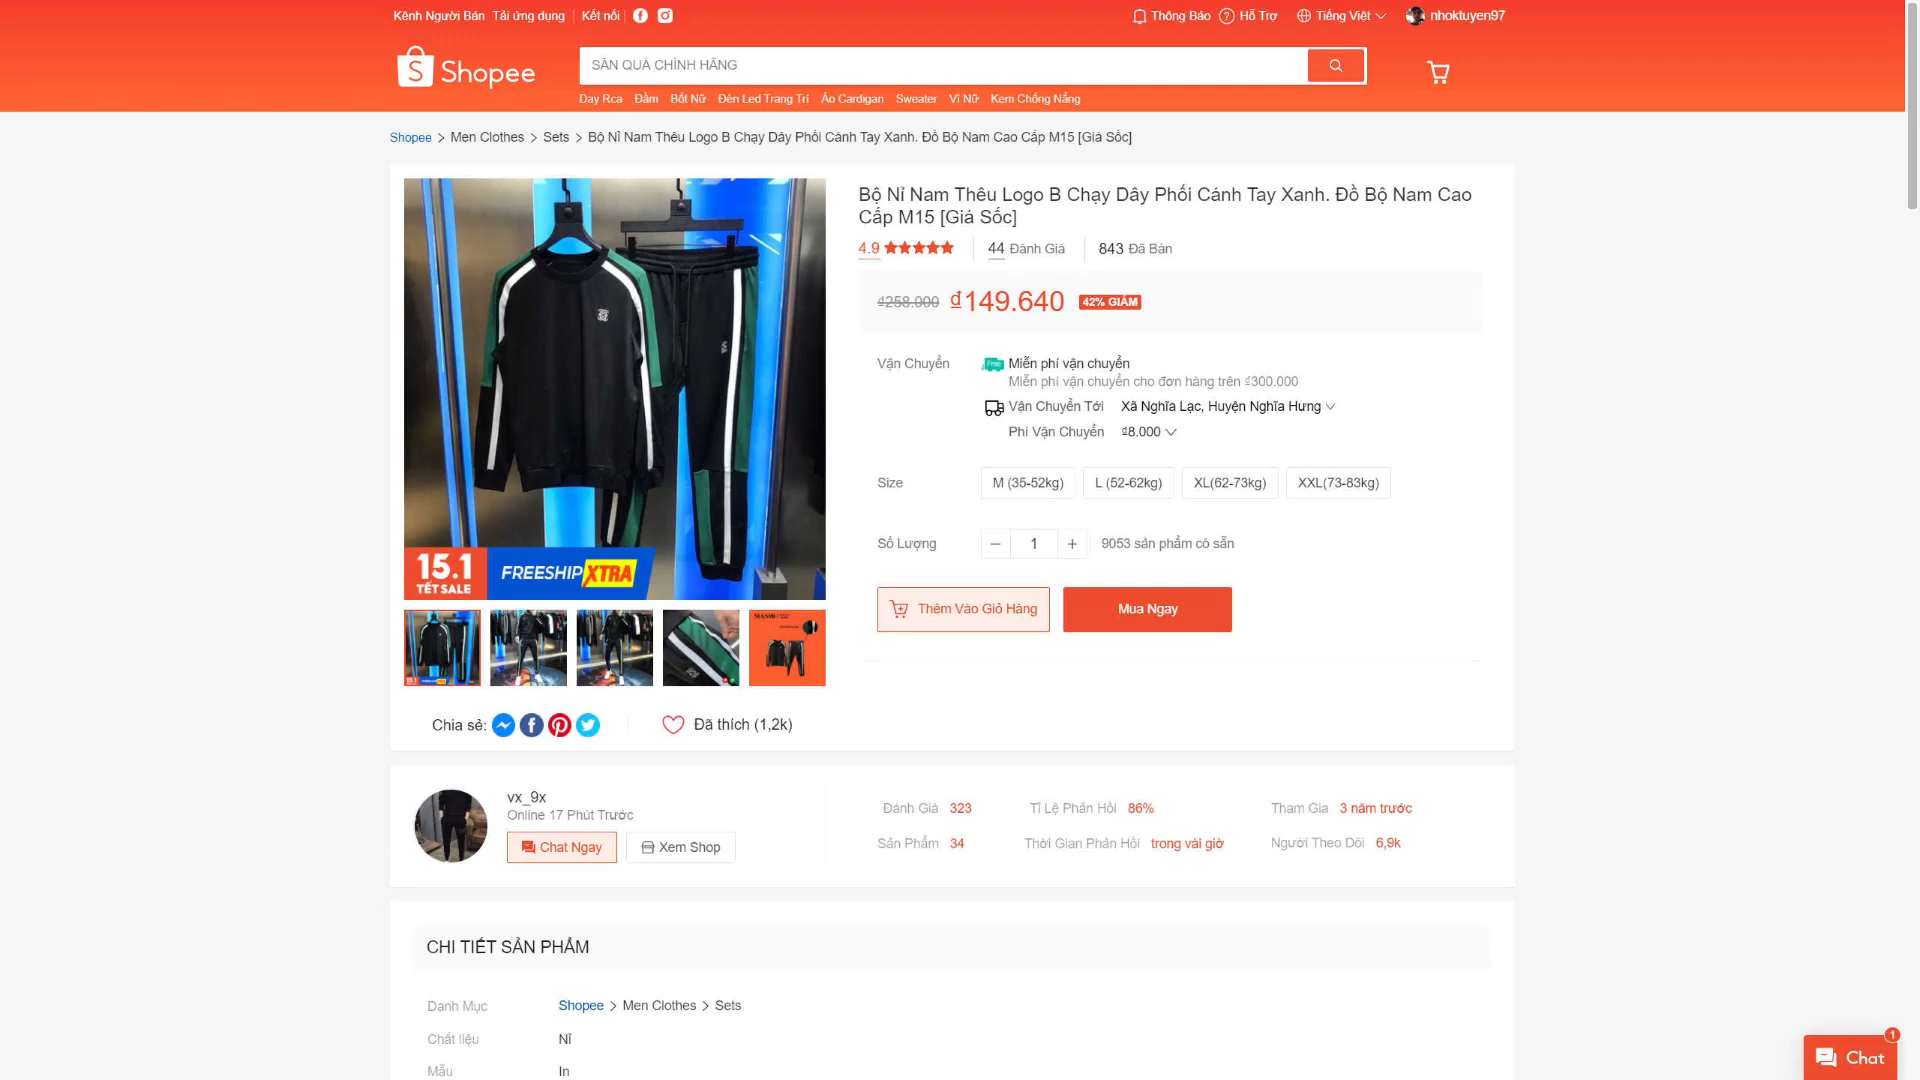 Kênh Người Bán Tải ứng dụng Kết nối
Thông Báo Hỗ Trợ Tiếng Việt nhoktuyen97
Shopee
SĂN QUÀ CHÍNH HÃNG
Day Rca Đầm Bốt Nữ Đèn Led Trang Trí Áo Cardigan Sweater Ví Nữ Kem Chống Nắng
Shopee > Men Clothes > Sets > Bộ Nỉ Nam Thêu Logo B Chạy Dây Phối Cánh Tay Xanh. Đồ Bộ Nam Cao Cấp M15 [Giá Sốc]
Bộ Nỉ Nam Thêu Logo B Chạy Dây Phối Cánh Tay Xanh. Đồ Bộ Nam Cao
Cấp M15 [Giá Sốc]
4.9 44 Đánh Giá 843 Đã Bán
₫258.000 ₫149.640 42% GIẢM
Vận Chuyển Miễn phí vận chuyển
Miễn phí vận chuyển cho đơn hàng trên ₫300.000
Vận Chuyển Tới Xã Nghĩa Lạc, Huyện Nghĩa Hưng
Phí Vận Chuyển ₫8.000
Size M (35-52kg) L (52-62kg) XL(62-73kg) XXL(73-83kg)
Số Lượng 1 9053 sản phẩm có sẵn
Thêm Vào Giỏ Hàng Mua Ngay
15.1
TẾT SALE
FREESHIP XTRA
Chia sẻ: Đã thích (1,2k)
vx_9x
Online 17 Phút Trước
Chat Ngay Xem Shop
Đánh Giá 323 Tỉ Lệ Phản Hồi 86% Tham Gia 3 năm trước
Sản Phẩm 34 Thời Gian Phản Hồi trong vài giờ Người Theo Dõi 6,9k
CHI TIẾT SẢN PHẨM
Danh Mục Shopee > Men Clothes > Sets
Chất liệu Nỉ
Mẫu In
Chat 1